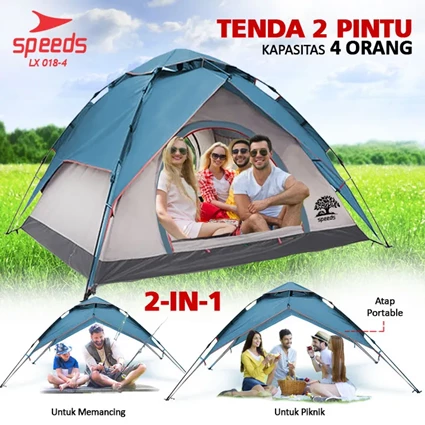 speeds
LX 018-4
TENDA 2 PINTU
KAPASITAS 4 ORANG
speeds
2-IN-1
Atap
Portable
Untuk Memancing
Untuk Piknik